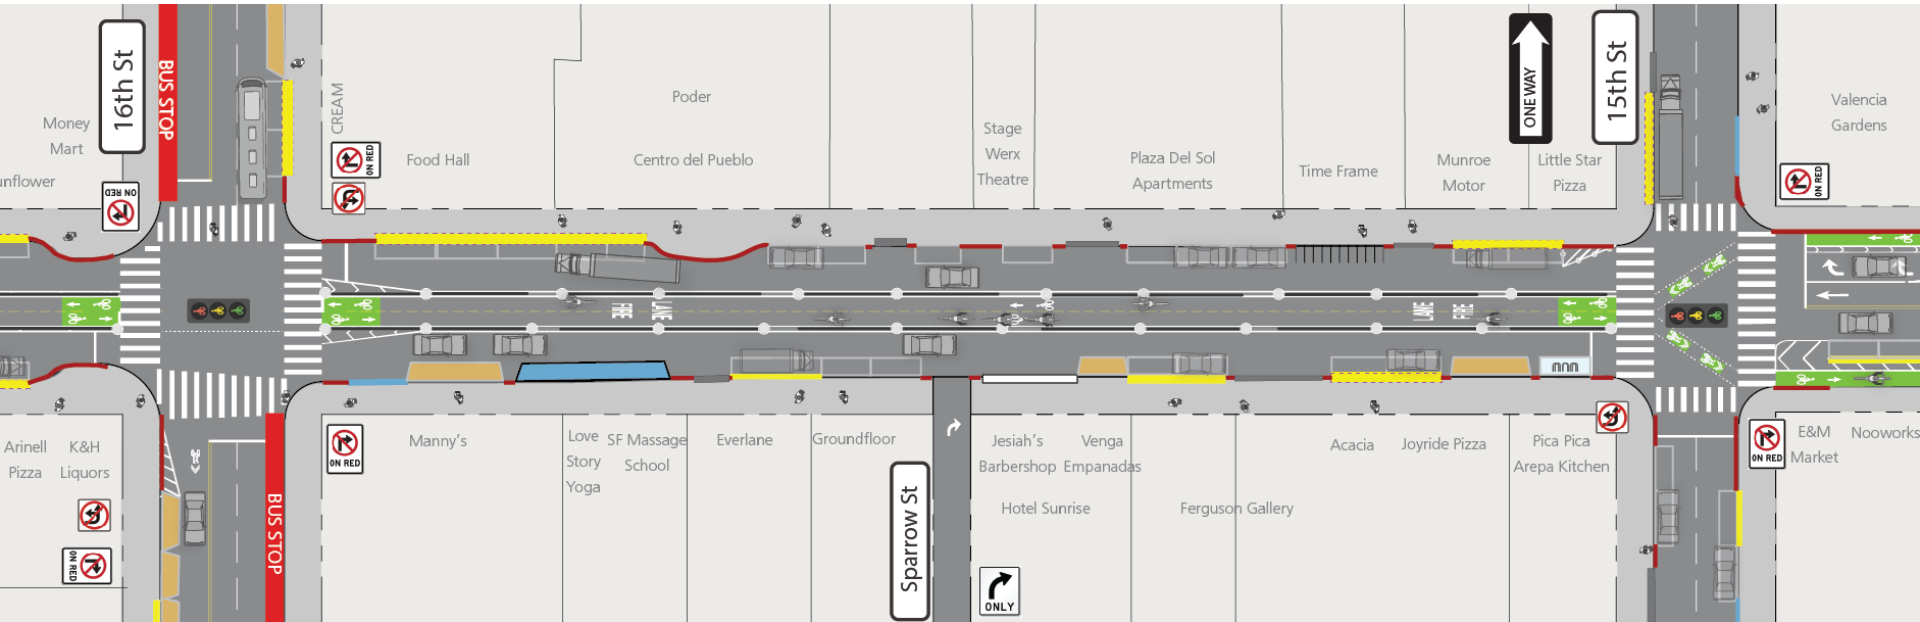 16th St
BUS STOP
Money
Mart
unflower
ON RED
CREAM
ON RED
Food Hall
Poder
Centro del Pueblo
Stage
Werx
Theatre
Plaza Del Sol
Apartments
Time Frame
Munroe
Motor
ONE WAY
Little Star
Pizza
15th St
ON RED
Valencia
Gardens
FIRE
LANE
LANE
FIRE
Arinell
Pizza
K&H
Liquors
ON RED
BUS STOP
ON RED
Manny's
Love
Story
Yoga
SF Massage
School
Everlane
Groundfloor
Sparrow St
Jesiah's
Barbershop
Venga
Empanadas
Hotel Sunrise
ONLY
Ferguson Gallery
Acacia
Joyride Pizza
Pica Pica
Arepa Kitchen
ON RED
E&M
Market
Nooworks